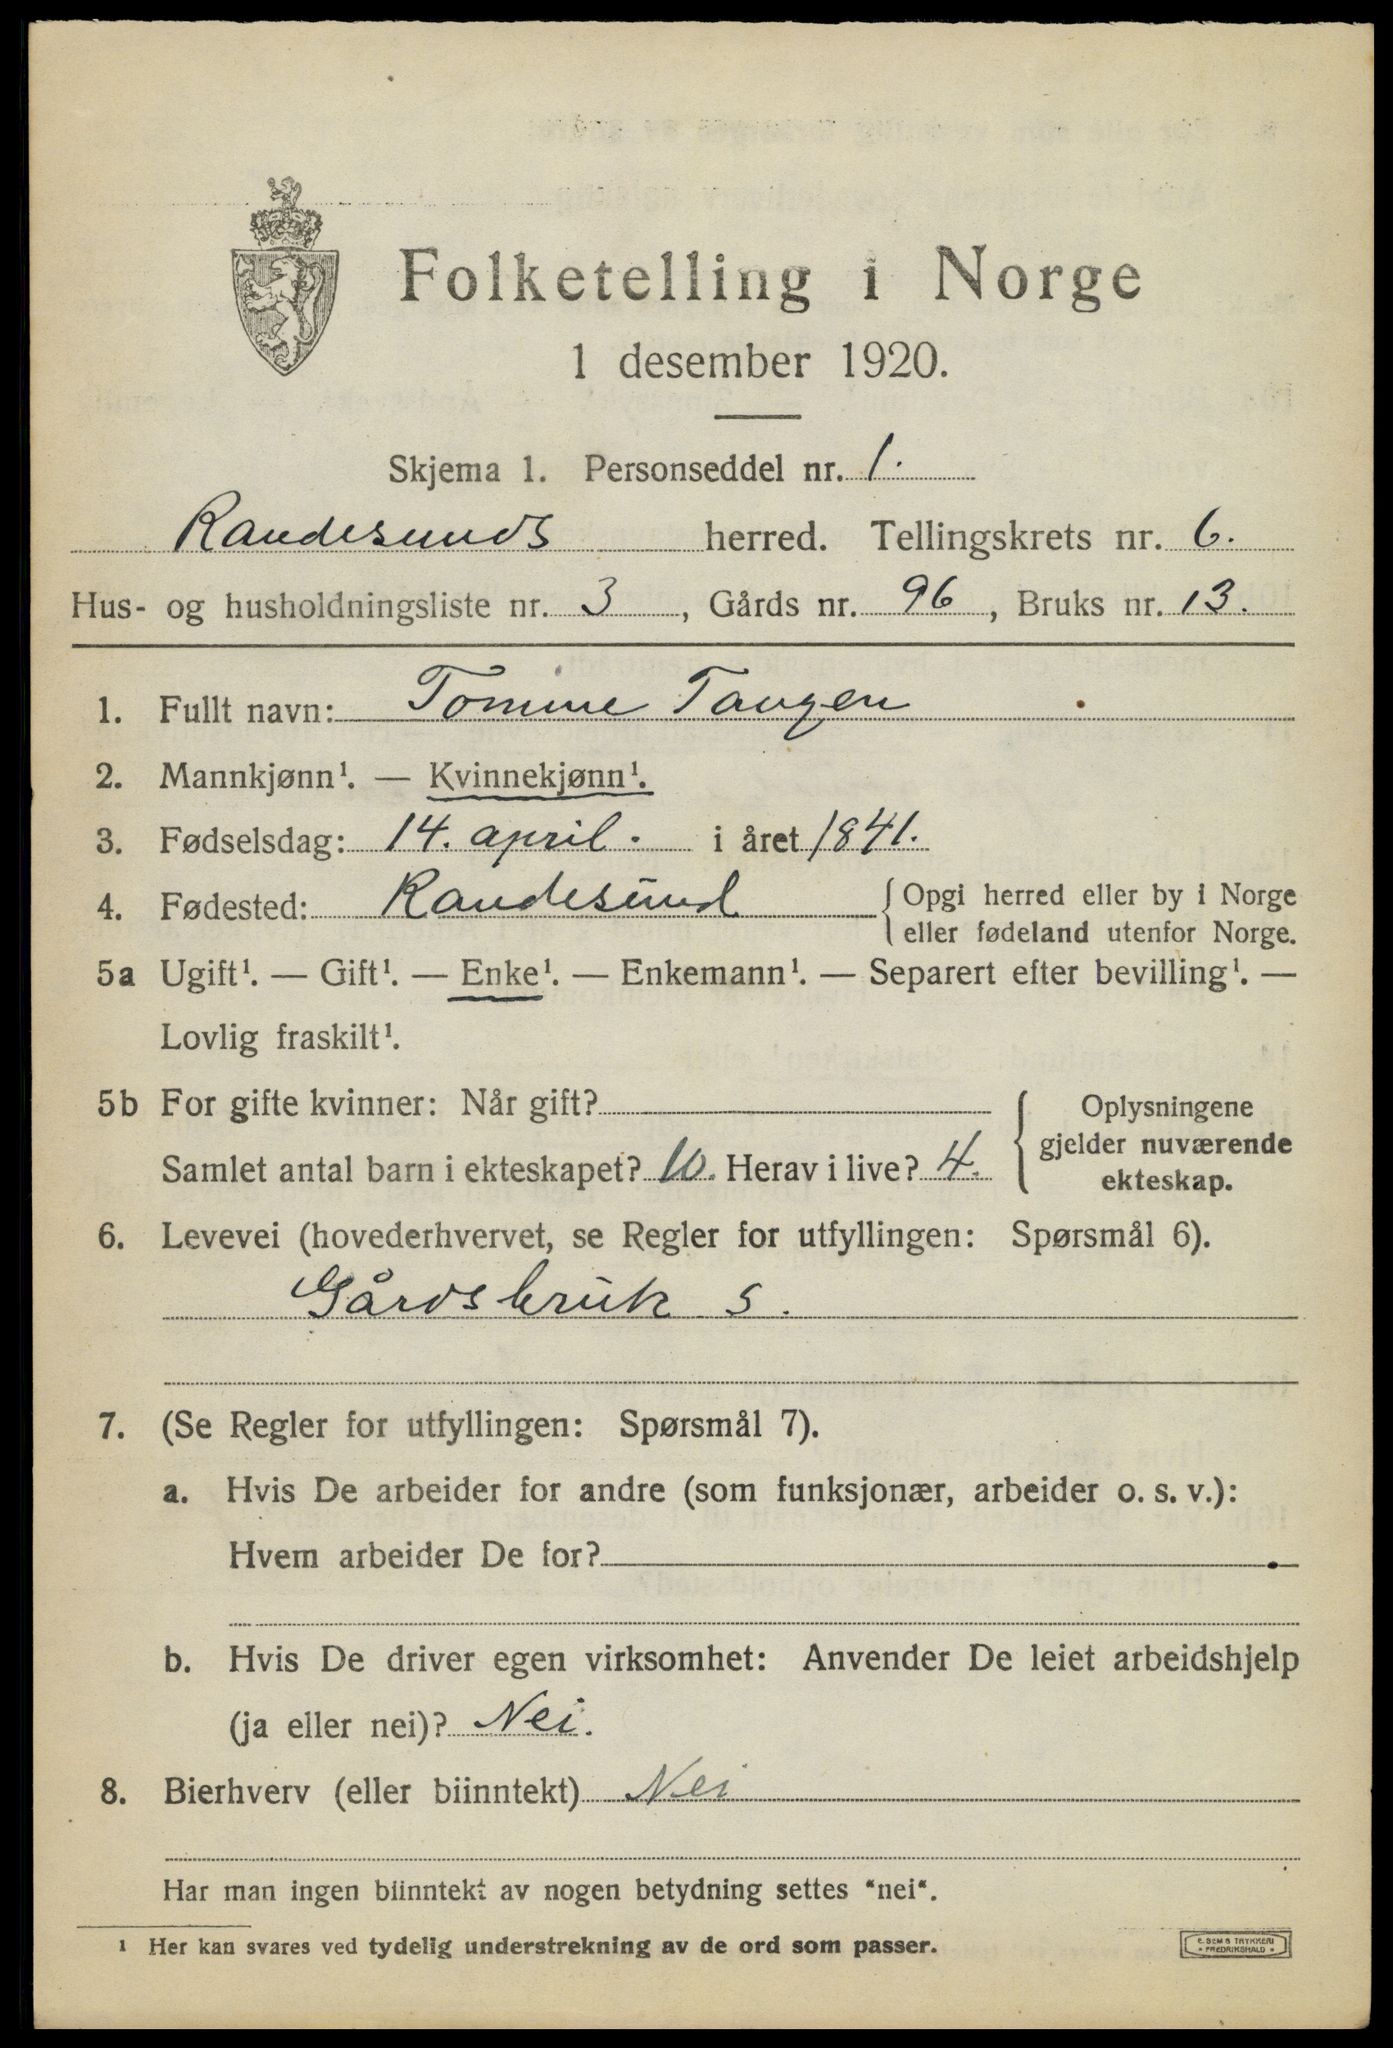 Folketelling i Norge
1 desember 1920.
Skjema 1. Personseddel nr. 1.
Randesunds herred. Tellingskrets nr. 6.
Hus- og husholdningsliste nr. 3, Gårds nr. 96, Bruks nr. 13.
1. Fullt navn: Tomine Tangen
2. Mannkjønn¹. — Kvinnekjønn¹.
3. Fødselsdag: 14. april. i året 1841.
4. Fødested: Randesund { Opgi herred eller by i Norge
eller fødeland utenfor Norge.
5a Ugift¹. — Gift¹. — Enke¹. — Enkemann¹. — Separert efter bevilling¹. —
Lovlig fraskilt¹.
5b For gifte kvinner: Når gift?
Samlet antal barn i ekteskapet? 10. Herav i live? 4.
{ Oplysningene
gjelder nuværende
ekteskap.
6. Levevei (hovederhvervet, se Regler for utfyllingen: Spørsmål 6).
Gårdsbruk s.
7. (Se Regler for utfyllingen: Spørsmål 7).
a. Hvis De arbeider for andre (som funksjonær, arbeider o. s. v.):
Hvem arbeider De for?
b. Hvis De driver egen virksomhet: Anvender De leiet arbeidshjelp
(ja eller nei)? Nei.
8. Bierhverv (eller biinntekt) Nei
Har man ingen biinntekt av nogen betydning settes "nei".
¹ Her kan svares ved tydelig understrekning av de ord som passer.
E. SEM'S TRYKKERI
* FREDRIKSHALD *